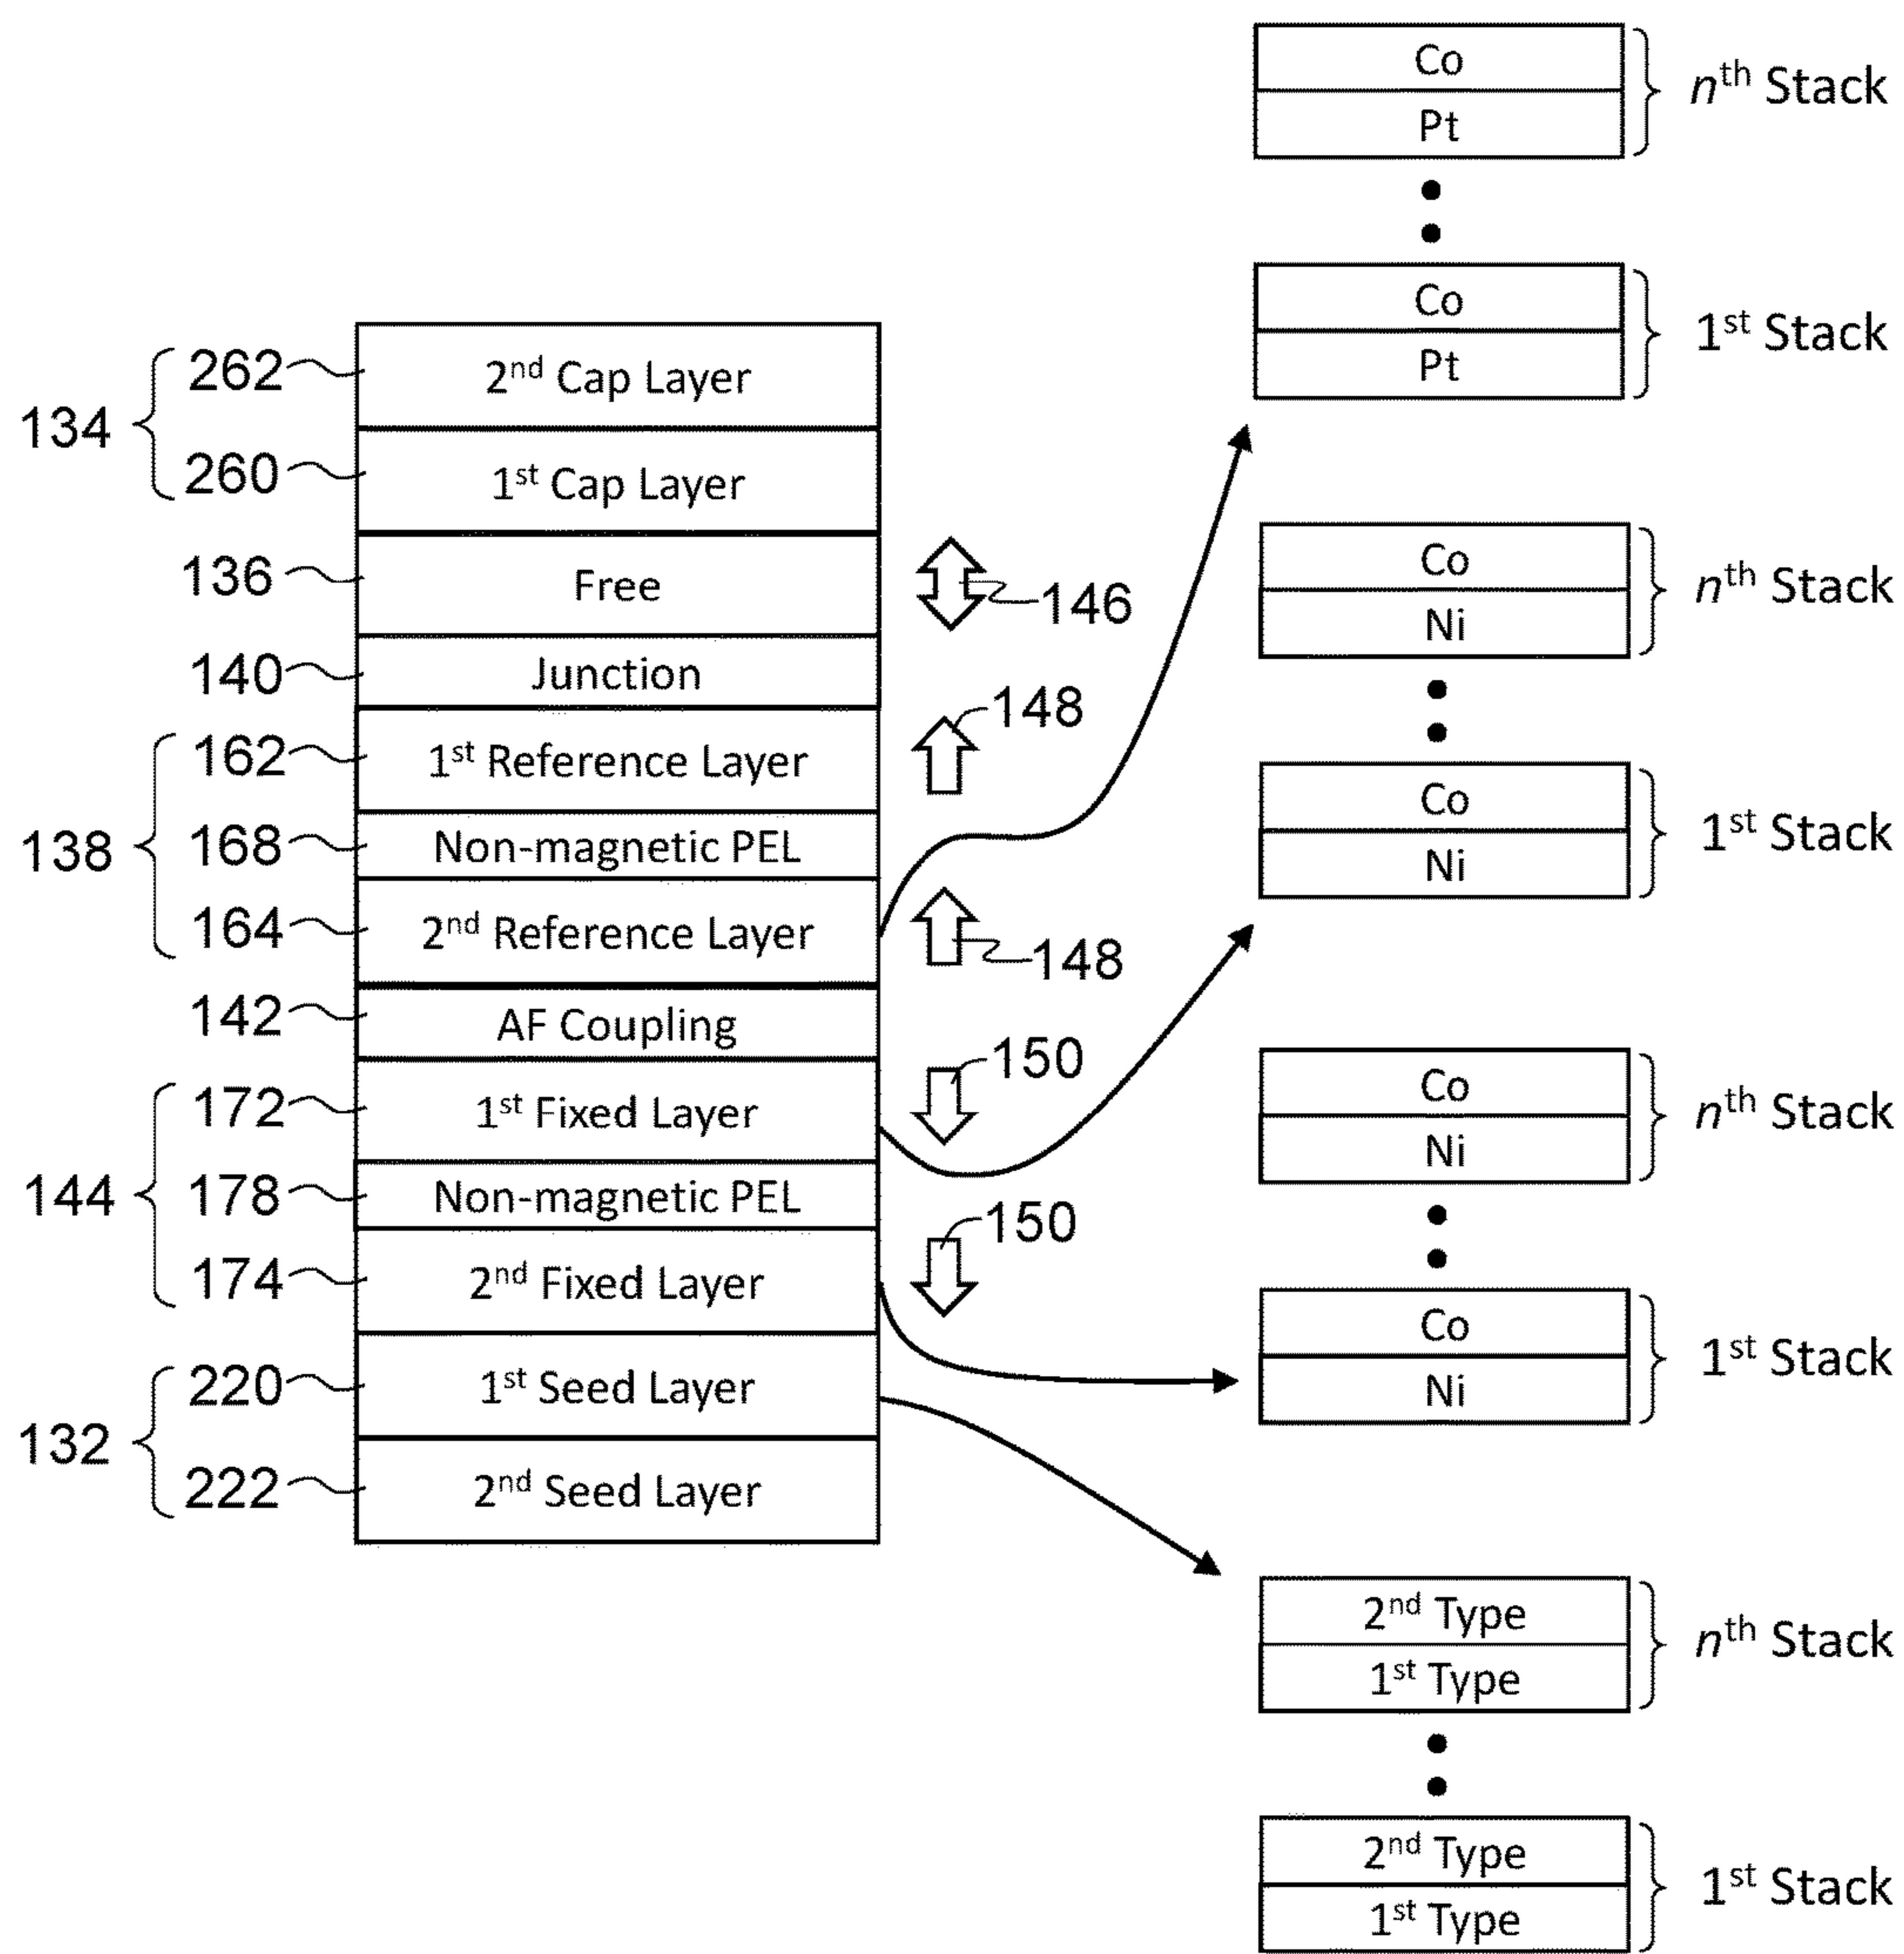 Co
nth Stack
Pt
Co
1st Stack
Pt
134
262
2nd Cap Layer
260
1st Cap Layer
136
Free
146
140
Junction
138
162
1st Reference Layer
148
168
Non-magnetic PEL
164
2nd Reference Layer
148
142
AF Coupling
144
172
1st Fixed Layer
150
178
Non-magnetic PEL
174
2nd Fixed Layer
150
132
220
1st Seed Layer
222
2nd Seed Layer
Co
nth Stack
Ni
Co
1st Stack
Ni
Co
nth Stack
Ni
Co
1st Stack
Ni
2nd Type
nth Stack
1st Type
2nd Type
1st Stack
1st Type